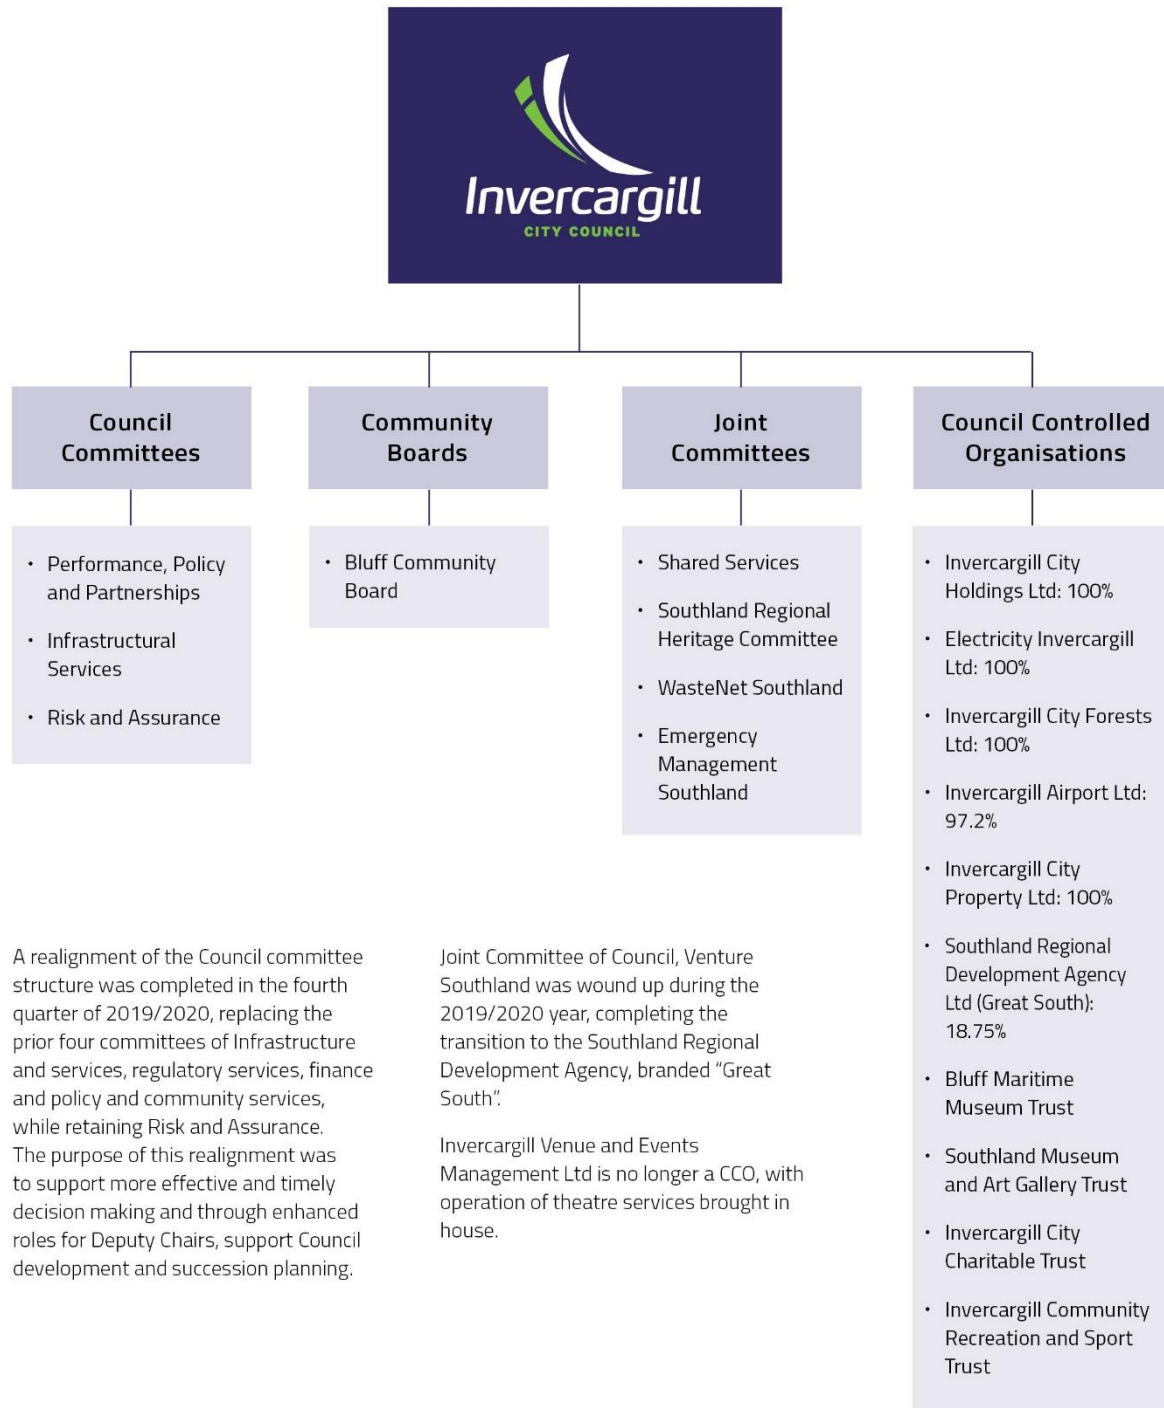 Invercargill
CITY COUNCIL
Council
Committees
• Performance, Policy
and Partnerships
• Infrastructural
Services
• Risk and Assurance
Community
Boards
• Bluff Community
Board
Joint
Committees
• Shared Services
• Southland Regional
Heritage Committee
• WasteNet Southland
• Emergency
Management
Southland
Council Controlled
Organisations
• Invercargill City
Holdings Ltd: 100%
• Electricity Invercargill
Ltd: 100%
• Invercargill City Forests
Ltd: 100%
• Invercargill Airport Ltd:
97.2%
• Invercargill City
Property Ltd: 100%
• Southland Regional
Development Agency
Ltd (Great South):
18.75%
• Bluff Maritime
Museum Trust
• Southland Museum
and Art Gallery Trust
• Invercargill City
Charitable Trust
• Invercargill Community
Recreation and Sport
Trust
A realignment of the Council committee
structure was completed in the fourth
quarter of 2019/2020, replacing the
prior four committees of Infrastructure
and services, regulatory services, finance
and policy and community services,
while retaining Risk and Assurance.
The purpose of this realignment was
to support more effective and timely
decision making and through enhanced
roles for Deputy Chairs, support Council
development and succession planning.
Joint Committee of Council, Venture
Southland was wound up during the
2019/2020 year, completing the
transition to the Southland Regional
Development Agency, branded “Great
South”.
Invercargill Venue and Events
Management Ltd is no longer a CCO, with
operation of theatre services brought in
house.